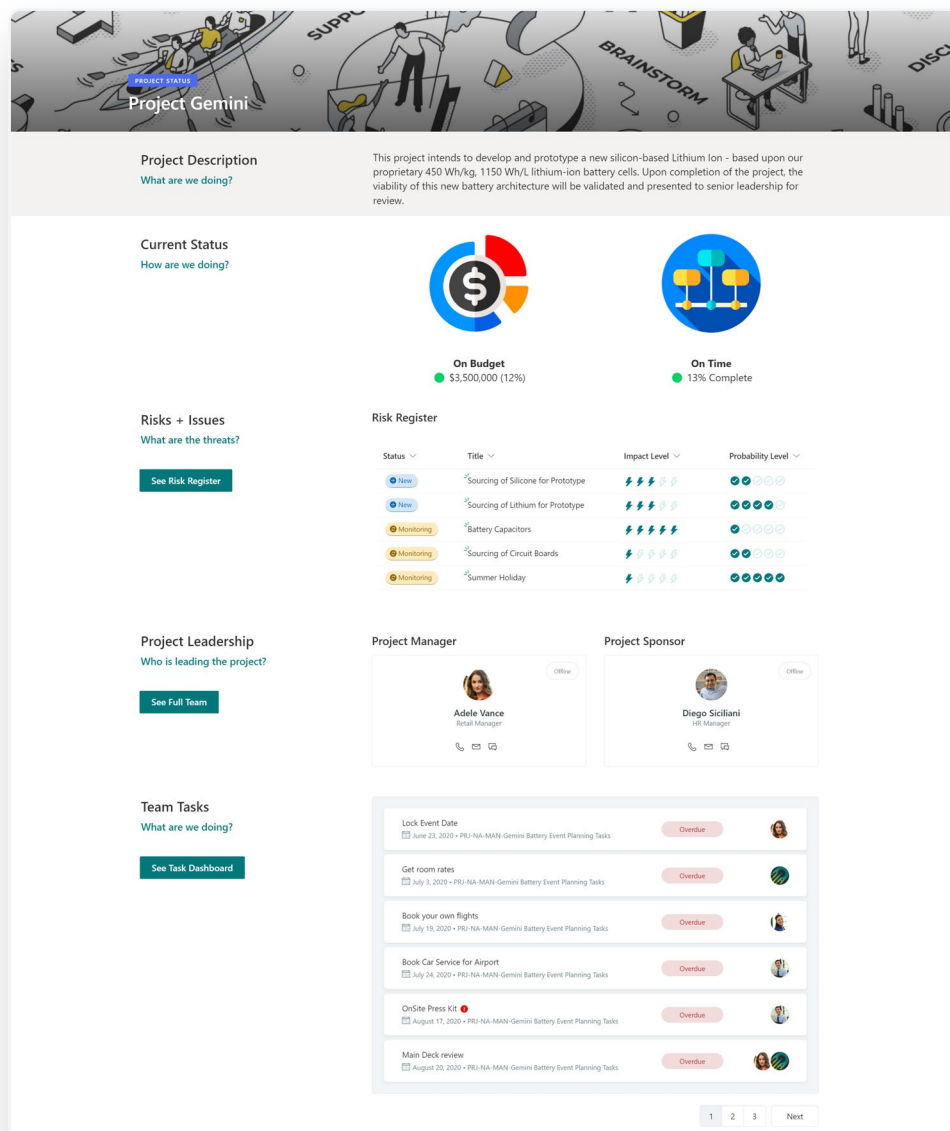 SUPPO
BRAINSTORM
DISC
PROJECT STATUS
Project Gemini
Project Description
What are we doing?
This project intends to develop and prototype a new silicon-based Lithium Ion - based upon our
proprietary 450 Wh/kg, 1150 Wh/L lithium-ion battery cells. Upon completion of the project, the
viability of this new battery architecture will be validated and presented to senior leadership for
review.
Current Status
How are we doing?
$
On Budget
$3,500,000 (12%)
On Time
13% Complete
Risks + Issues
What are the threats?
See Risk Register
Risk Register
Status Title Impact Level Probability Level
New Sourcing of Silicone for Prototype
New Sourcing of Lithium for Prototype
Monitoring Battery Capacitors
Monitoring Sourcing of Circuit Boards
Monitoring Summer Holiday
Project Leadership
Who is leading the project?
See Full Team
Project Manager
Offline
Adele Vance
Retail Manager
Project Sponsor
Offline
Diego Siciliani
HR Manager
Team Tasks
What are we doing?
See Task Dashboard
Lock Event Date
June 23, 2020 • PRJ-NA-MAN-Gemini Battery Event Planning Tasks
Overdue
Get room rates
July 3, 2020 • PRJ-NA-MAN-Gemini Battery Event Planning Tasks
Overdue
Book your own flights
July 19, 2020 • PRJ-NA-MAN-Gemini Battery Event Planning Tasks
Overdue
Book Car Service for Airport
July 24, 2020 • PRJ-NA-MAN-Gemini Battery Event Planning Tasks
Overdue
OnSite Press Kit
August 17, 2020 • PRJ-NA-MAN-Gemini Battery Event Planning Tasks
Overdue
Main Deck review
August 20, 2020 • PRJ-NA-MAN-Gemini Battery Event Planning Tasks
Overdue
1 2 3 Next